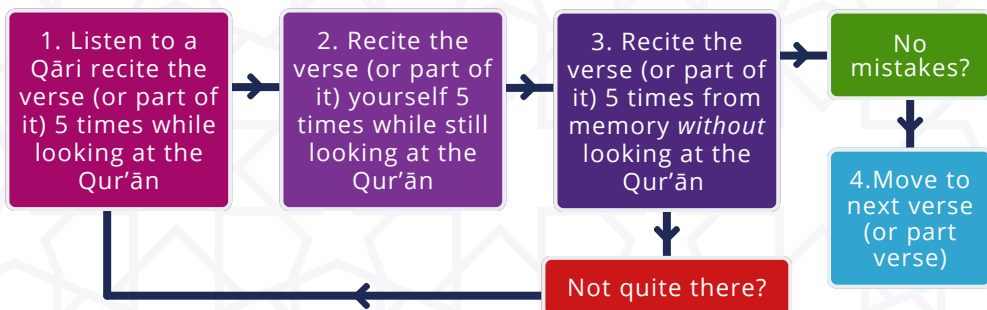 1. Listen to a
Qāri recite the
verse (or part of
it) 5 times while
looking at the
Qur’ān
2. Recite the
verse (or part of
it) yourself 5
times while still
looking at the
Qur’ān
3. Recite the
verse (or part of
it) 5 times from
memory without
looking at the
Qur’ān
No
mistakes?
4.Move to
next verse
(or part
verse)
Not quite there?